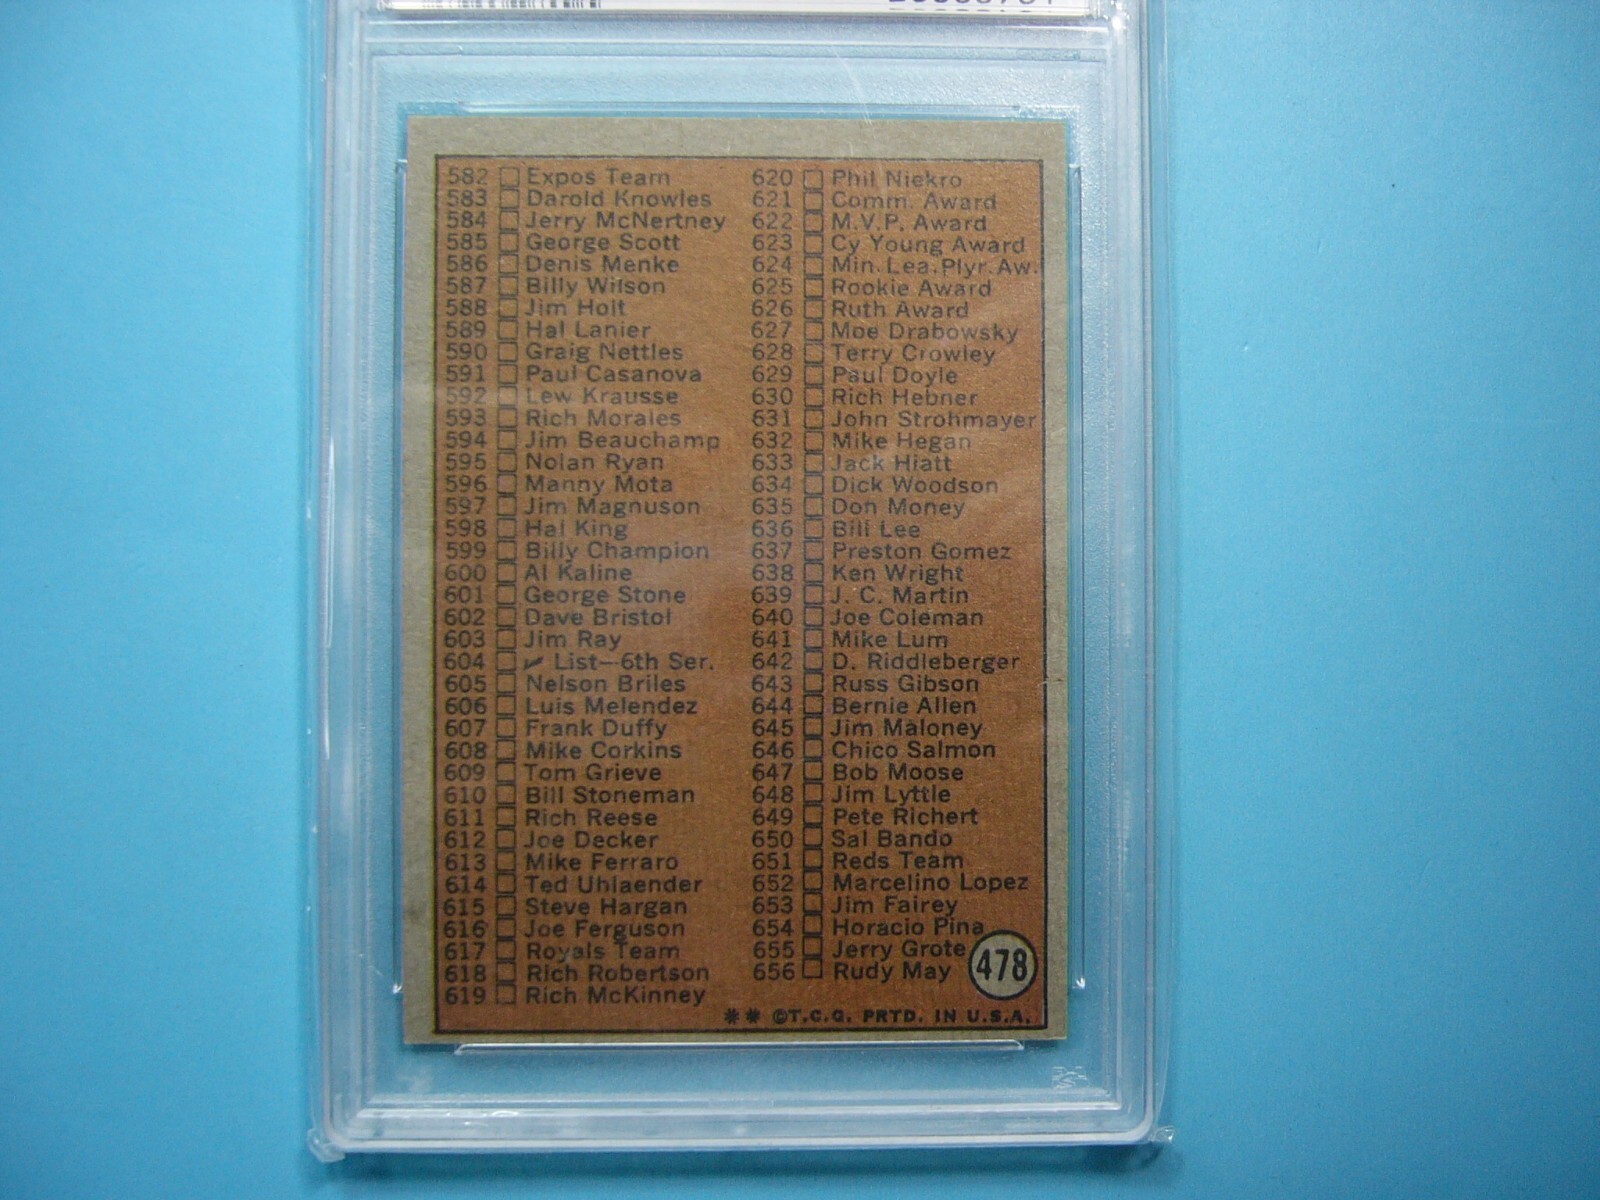 582 Expos Team
583 Darold Knowles
584 Jerry McNertney
585 George Scott
586 Denis Menke
587 Billy Wilson
588 Jim Holt
589 Hal Lanier
590 Graig Nettles
591 Paul Casanova
592 Lew Krausse
593 Rich Morales
594 Jim Beauchamp
595 Nolan Ryan
596 Manny Mota
597 Jim Magnuson
598 Hal King
599 Billy Champion
600 Al Kaline
601 George Stone
602 Dave Bristol
603 Jim Ray
604 ✓ List—6th Ser.
605 Nelson Briles
606 Luis Melendez
607 Frank Duffy
608 Mike Corkins
609 Tom Grieve
610 Bill Stoneman
611 Rich Reese
612 Joe Decker
613 Mike Ferraro
614 Ted Uhlaender
615 Steve Hargan
616 Joe Ferguson
617 Royals Team
618 Rich Robertson
619 Rich McKinney
620 Phil Niekro
621 Comm. Award
622 M.V.P. Award
623 Cy Young Award
624 Min. Lea. Plyr. Aw.
625 Rookie Award
626 Ruth Award
627 Moe Drabowsky
628 Terry Crowley
629 Paul Doyle
630 Rich Hebner
631 John Strohmayer
632 Mike Hegan
633 Jack Hiatt
634 Dick Woodson
635 Don Money
636 Bill Lee
637 Preston Gomez
638 Ken Wright
639 J. C. Martin
640 Joe Coleman
641 Mike Lum
642 D. Riddleberger
643 Russ Gibson
644 Bernie Allen
645 Jim Maloney
646 Chico Salmon
647 Bob Moose
648 Jim Lyttle
649 Pete Richert
650 Sal Bando
651 Reds Team
652 Marcelino Lopez
653 Jim Fairey
654 Horacio Pina
655 Jerry Grote
656 Rudy May
478
** ©T.C.G. PRTD. IN U.S.A.